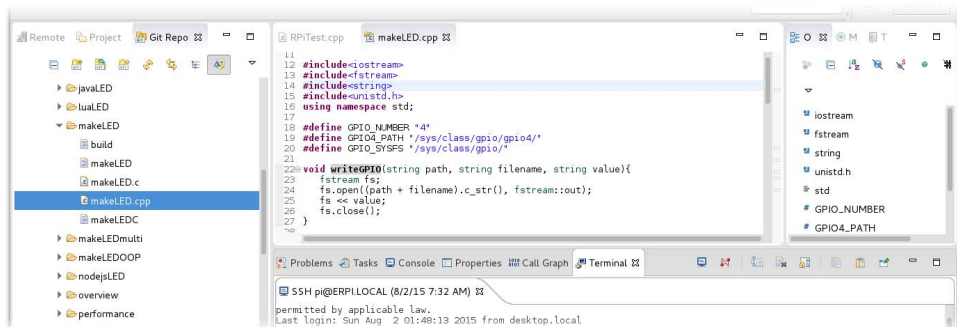 Remote Project Git Repo
javaLED
luaLED
makeLED
build
makeLED
makeLED.c
makeLED.cpp
makeLEDC
makeLEDmulti
makeLEDOOP
nodejsLED
overview
performance
RPiTest.cpp makeLED.cpp
11
12 #include<iostream>
13 #include<fstream>
14 #include<string>
15 #include<unistd.h>
16 using namespace std;
17
18 #define GPIO_NUMBER "4"
19 #define GPIO4_PATH "/sys/class/gpio/gpio4/"
20 #define GPIO_SYSFS "/sys/class/gpio/"
21
22 void writeGPIO(string path, string filename, string value){
23 fstream fs;
24 fs.open((path + filename).c_str(), fstream::out);
25 fs << value;
26 fs.close();
27 }
28
O M T
iostream
fstream
string
unistd.h
std
GPIO_NUMBER
GPIO4_PATH
Problems Tasks Console Properties Call Graph Terminal
SSH pi@ERPI.LOCAL (8/2/15 7:32 AM)
permitted by applicable law.
Last login: Sun Aug 2 01:48:13 2015 from desktop.local